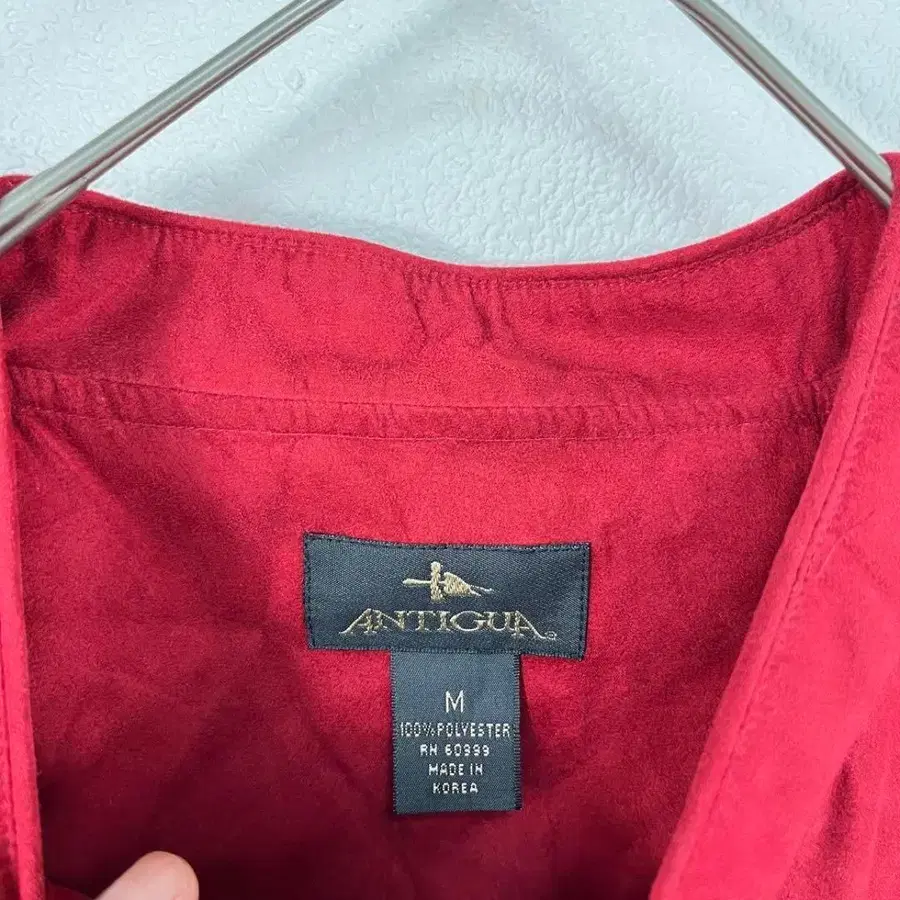 ANTIGUA®
M
100% POLYESTER
RN 60999
MADE IN
KOREA